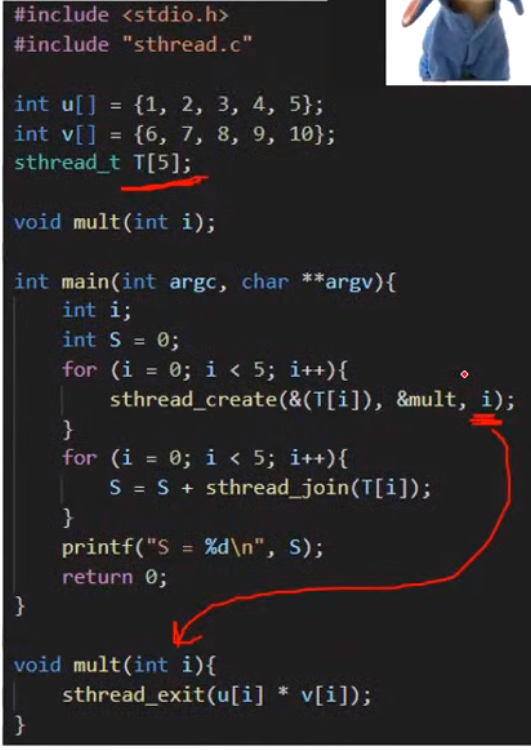 #include <stdio.h>
#include "sthread.c"
int u[] = {1, 2, 3, 4, 5};
int v[] = {6, 7, 8, 9, 10};
sthread_t T[5];
void mult(int i);
int main(int argc, char **argv){
int i;
int S = 0;
for (i = 0; i < 5; i++){
sthread_create(&(T[i]), &mult, i);
}
for (i = 0; i < 5; i++){
S = S + sthread_join(T[i]);
}
printf("S = %d\n", S);
return 0;
}
void mult(int i){
sthread_exit(u[i] * v[i]);
}